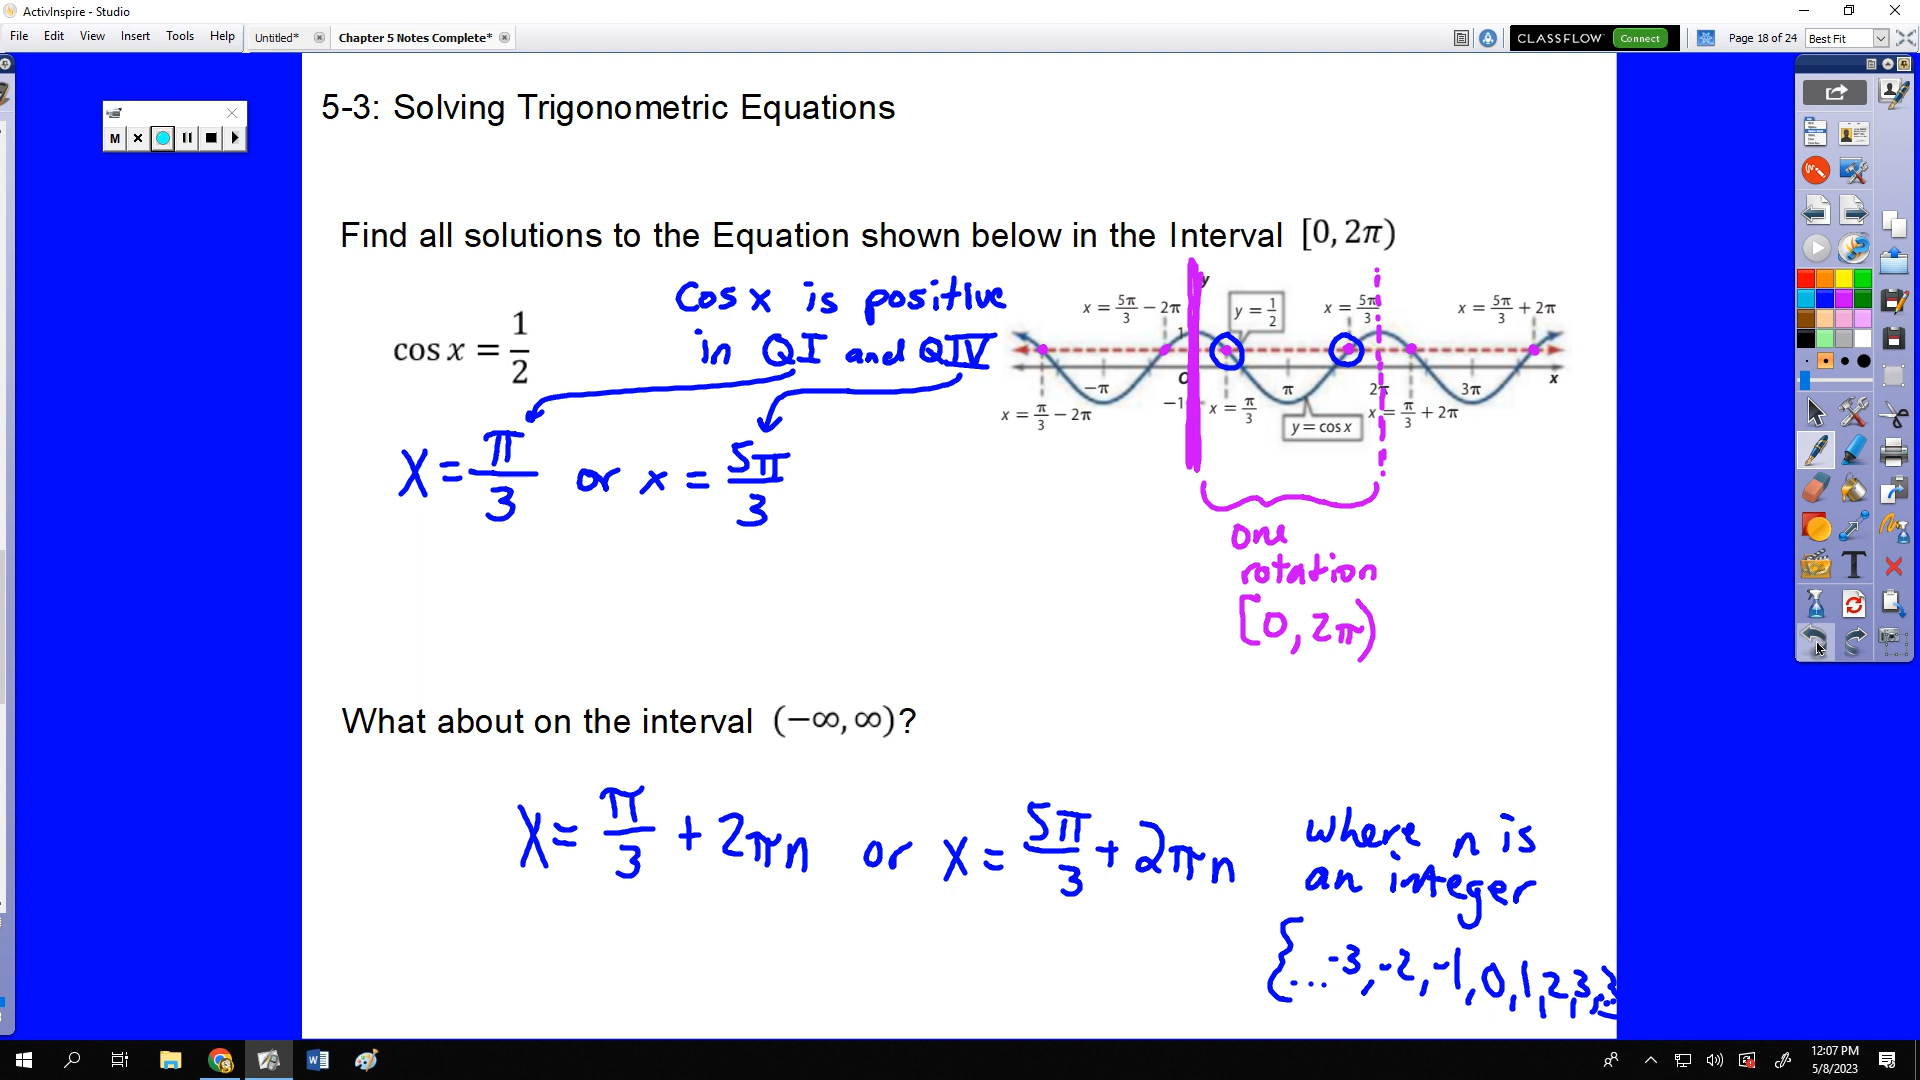 ActivInspire - Studio
File Edit View Insert Tools Help Untitled* Chapter 5 Notes Complete* CLASSFLOW Connect Page 18 of 24 Best Fit
M
5-3: Solving Trigonometric Equations
Find all solutions to the Equation shown below in the Interval [0, 2π)
cos x = 1/2
Cos x is positive
in QI and QIV
x = π/3 or x = 5π/3
y
x = 5π/3 − 2π
y = 1/2
x = 5π/3
x = 5π/3 + 2π
1
−π
O
π
2π
3π
x
−1
x = π/3 − 2π
x = π/3
x = π/3 + 2π
y = cos x
one
rotation
[0, 2π)
What about on the interval (−∞, ∞)?
x = π/3 + 2πn or x = 5π/3 + 2πn
where n is
an integer
{... -3, -2, -1, 0, 1, 2, 3, ...
T
12:07 PM
5/8/2023